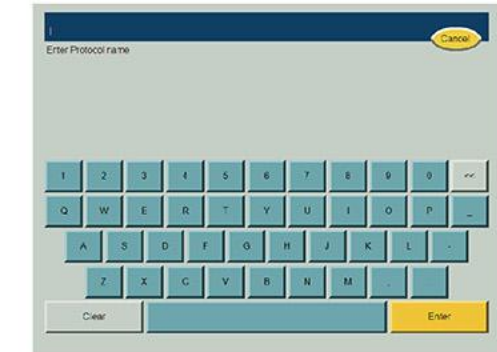 Cancel
Enter Protocol name
1 2 3 4 5 6 7 8 9 0 <<
Q W E R T Y U I O P _
A S D F G H J K L -
Z X C V B N M .
Clear Enter